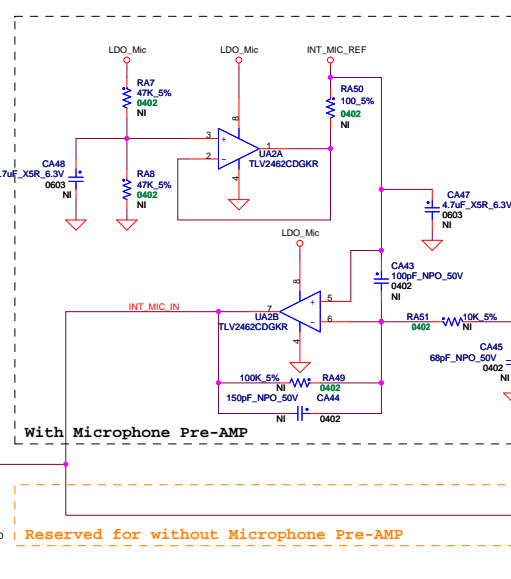 LDO_Mic
LDO_Mic
INT_MIC_REF
RA7
47K_5%
0402
NI
RA50
100_5%
0402
NI
8
3
+
1
2
-
UA2A
TLV2462CDGKR
4
CA48
.7uF_X5R_6.3V
0603
NI
RA8
47K_5%
0402
NI
CA47
4.7uF_X5R_6.3V
0603
NI
LDO_Mic
CA43
100pF_NPO_50V
0402
NI
8
INT_MIC_IN
7
+
5
UA2B
TLV2462CDGKR
-
6
4
RA51
10K_5%
0402
NI
CA45
68pF_NPO_50V
0402
NI
100K_5%
RA49
NI
0402
150pF_NPO_50V
CA44
NI
0402
With Microphone Pre-AMP
Reserved for without Microphone Pre-AMP